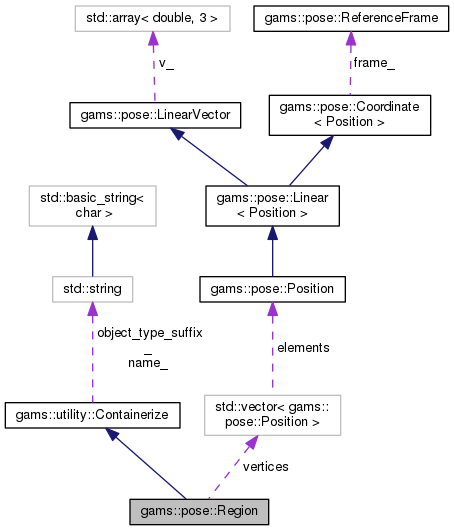 std::array< double, 3 >
gams::pose::ReferenceFrame
v_
frame_
gams::pose::LinearVector
gams::pose::Coordinate
< Position >
std::basic_string<
char >
gams::pose::Linear
< Position >
std::string
gams::pose::Position
object_type_suffix
_
name_
elements
gams::utility::Containerize
std::vector< gams::
pose::Position >
vertices
gams::pose::Region